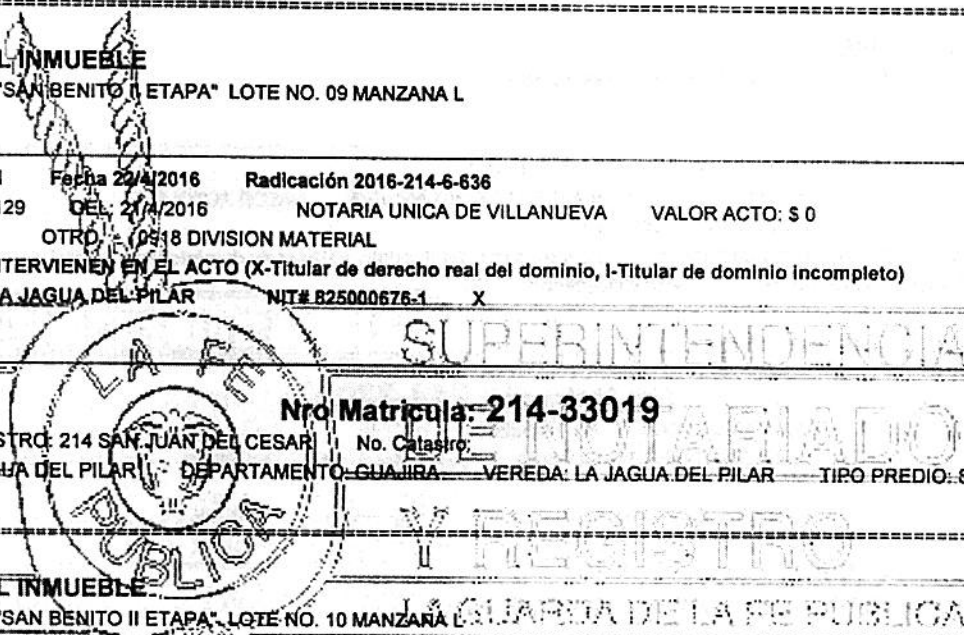 L INMUEBLE
"SAN BENITO II ETAPA" LOTE NO. 09 MANZANA L
Fecha 22/4/2016 Radicación 2016-214-6-636
129 DEL: 21/4/2016 NOTARIA UNICA DE VILLANUEVA VALOR ACTO: $ 0
OTRO - 0918 DIVISION MATERIAL
NTERVIENEN EN EL ACTO (X-Titular de derecho real del dominio, I-Titular de dominio incompleto)
A JAGUA DEL PILAR NIT# 825000676-1 X
SUPERINTENDENCIA
DE NOTARIADO
Y REGISTRO
LA GUARDA DE LA FE PUBLICA
LA FE PUBLICA
Nro Matricula: 214-33019
STRO: 214 SAN JUAN DEL CESAR No. Catastro:
UA DEL PILAR DEPARTAMENTO: GUAJIRA VEREDA: LA JAGUA DEL PILAR TIPO PREDIO: S
L INMUEBLE
"SAN BENITO II ETAPA" LOTE NO. 10 MANZANA L